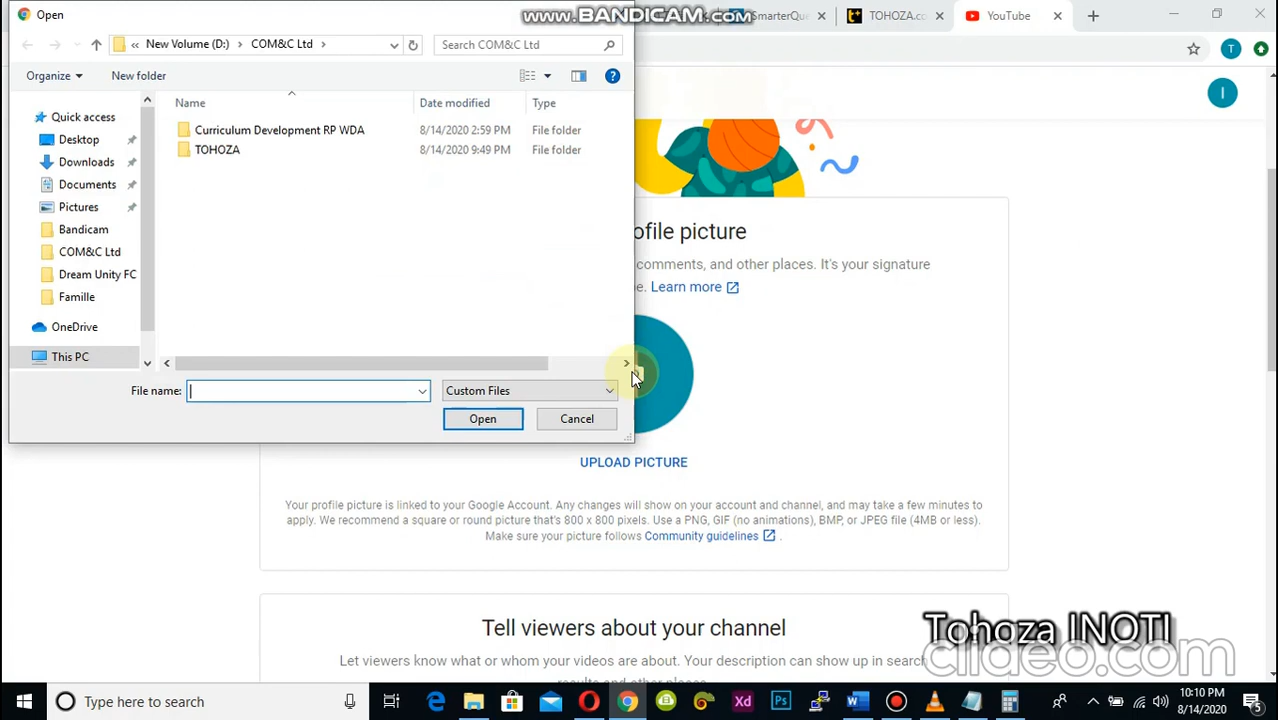 Open
www.BANDICAM.com
SmarterQue
TOHOZA.co
YouTube
New Volume (D:)
COM&C Ltd
Search COM&C Ltd
T
Organize
New folder
I
Name
Date modified
Type
Quick access
Curriculum Development RP WDA
8/14/2020 2:59 PM
File folder
Desktop
TOHOZA
8/14/2020 9:49 PM
File folder
Downloads
Documents
Pictures
Bandicam
COM&C Ltd
Dream Unity FC
Famille
OneDrive
This PC
ofile picture
comments, and other places. It's your signature
be. Learn more
File name:
Custom Files
Open
Cancel
UPLOAD PICTURE
Your profile picture is linked to your Google Account. Any changes will show on your account and channel, and may take a few minutes to
apply. We recommend a square or round picture that's 800 x 800 pixels. Use a PNG, GIF (no animations), BMP, or JPEG file (4MB or less).
Make sure your picture follows Community guidelines .
Tell viewers about your channel
Let viewers know what or whom your videos are about. Your description can show up in search
Tohoza INOTI
clideo.com
Type here to search
Xd
Ps
10:10 PM
8/14/2020
5